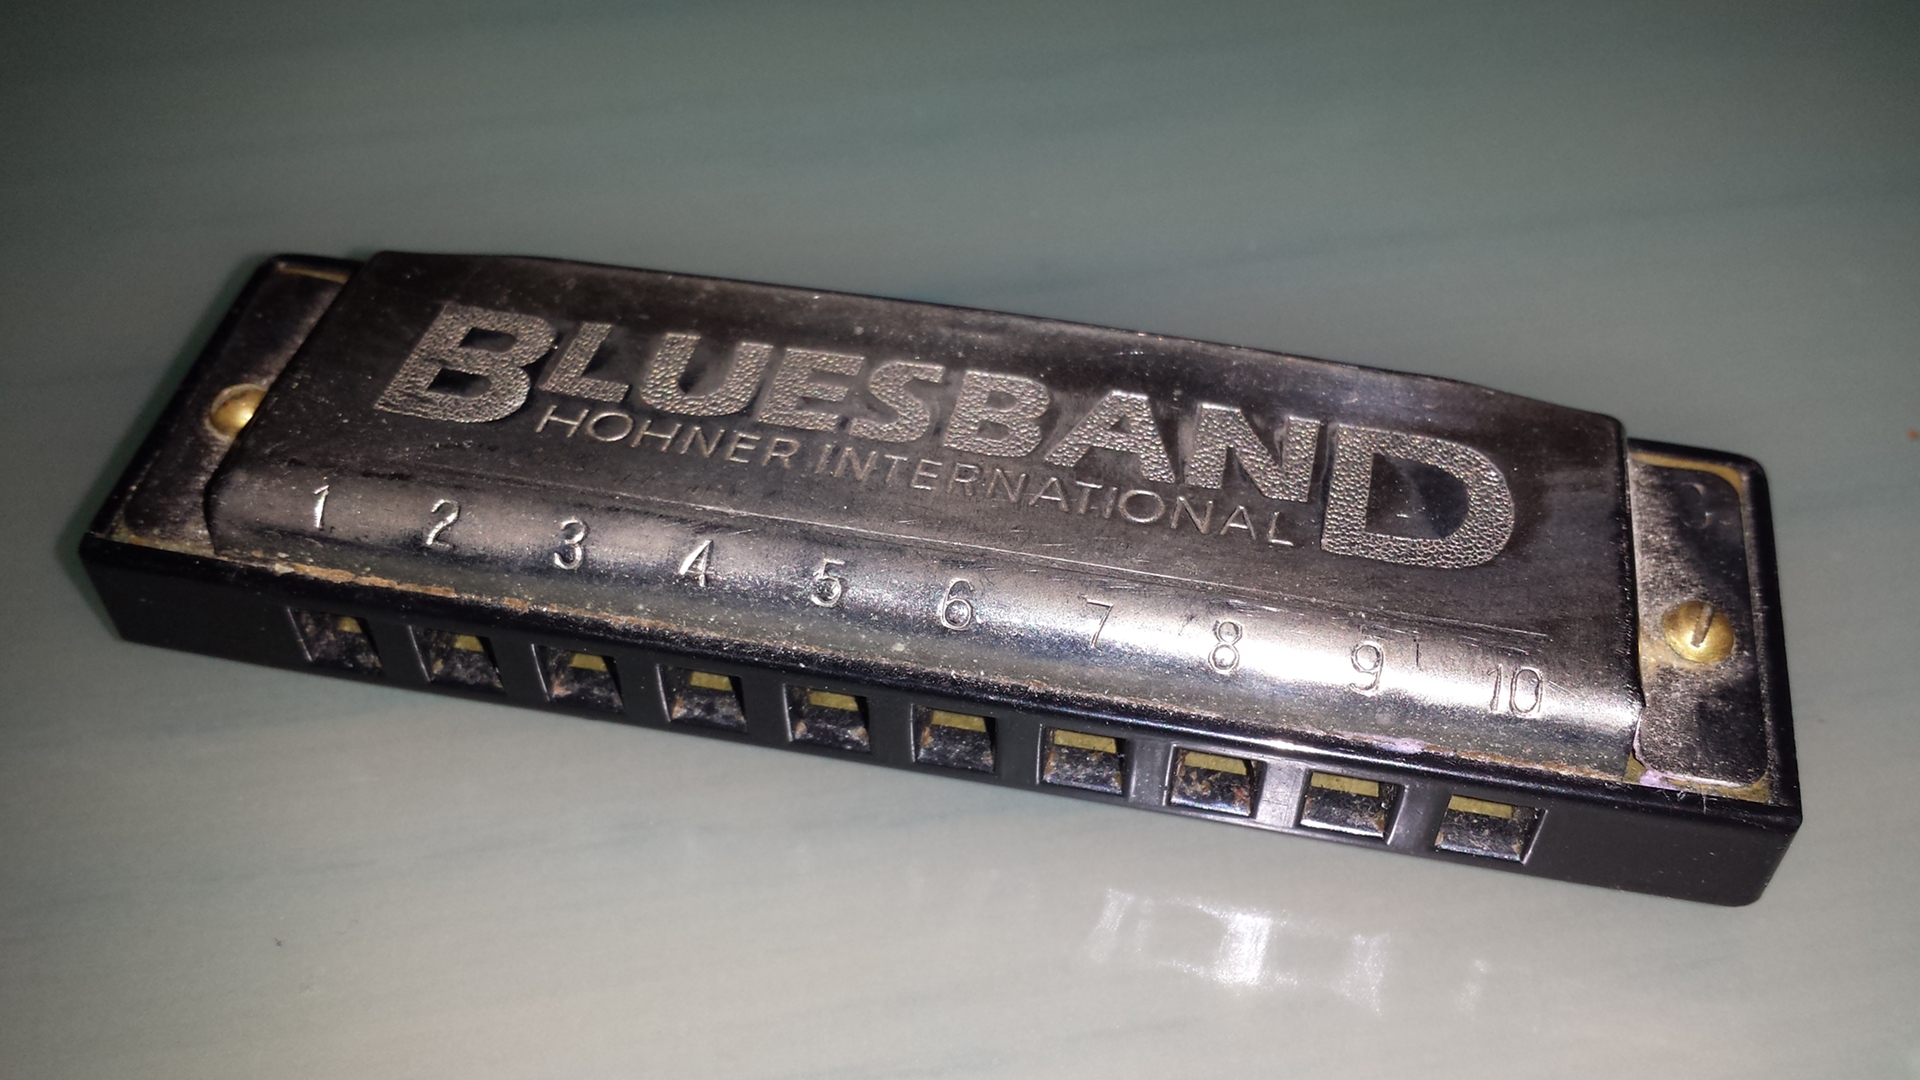 BLUESBAND
HOHNER INTERNATIONAL
1 2 3 4 5 6 7 8 9 10